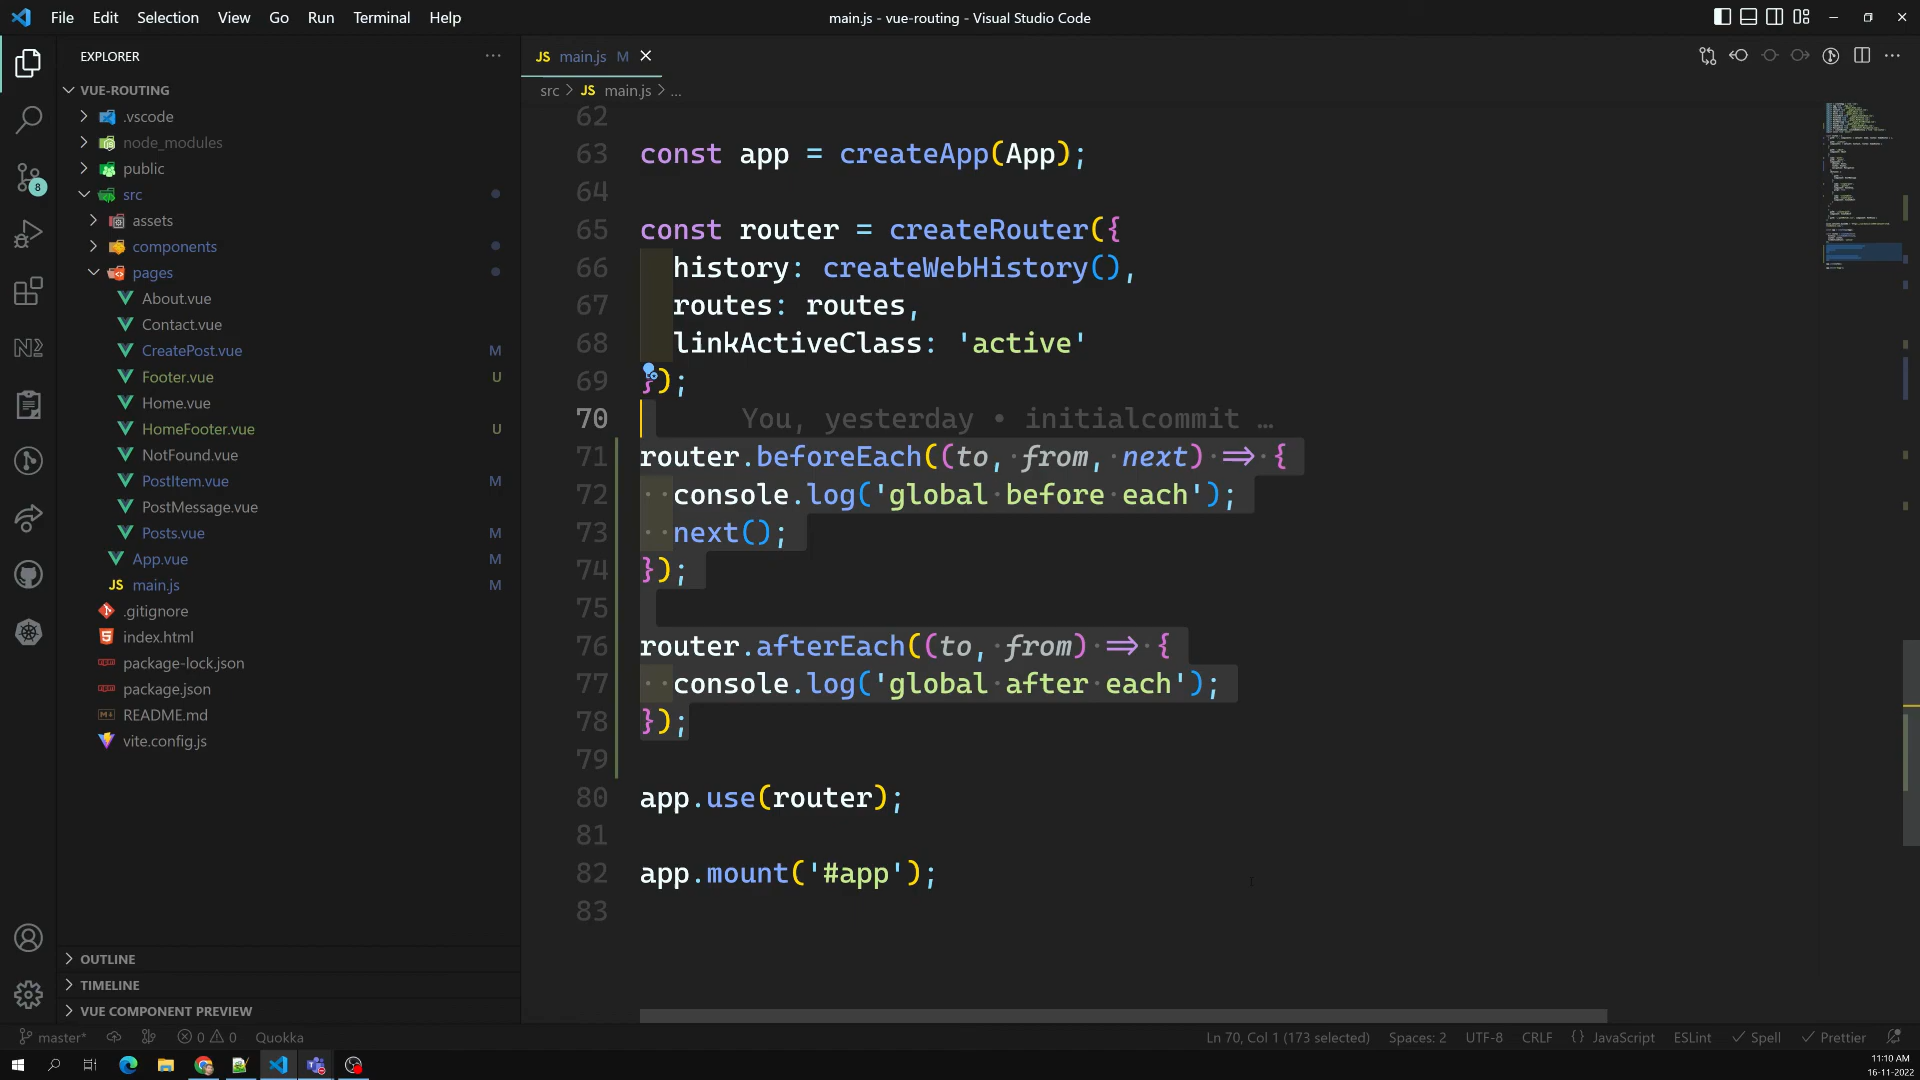 File Edit Selection View Go Run Terminal Help
main.js - vue-routing - Visual Studio Code
EXPLORER
VUE-ROUTING
.vscode
node_modules
public
src
assets
components
pages
About.vue
Contact.vue
CreatePost.vue M
Footer.vue U
Home.vue
HomeFooter.vue U
NotFound.vue
PostItem.vue M
PostMessage.vue
Posts.vue M
App.vue M
JS main.js M
.gitignore
index.html
package-lock.json
package.json
README.md
vite.config.js
OUTLINE
TIMELINE
VUE COMPONENT PREVIEW
8
JS main.js M
src > JS main.js > ...
62
63 const app = createApp(App);
64
65 const router = createRouter({
66 history: createWebHistory(),
67 routes: routes,
68 linkActiveClass: 'active'
69 });
70 You, yesterday • initialcommit …
71 router.beforeEach((to, from, next) => {
72 console.log('global before each');
73 next();
74 });
75
76 router.afterEach((to, from) => {
77 console.log('global after each');
78 });
79
80 app.use(router);
81
82 app.mount('#app');
83
master* 0 0 Quokka
Ln 70, Col 1 (173 selected) Spaces: 2 UTF-8 CRLF {} JavaScript ESLint Spell Prettier
11:10 AM
16-11-2022